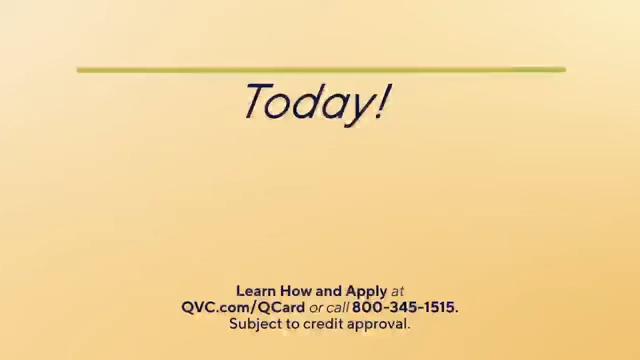 Today!
Learn How and Apply at
QVC.com/QCard or call 800-345-1515.
Subject to credit approval.